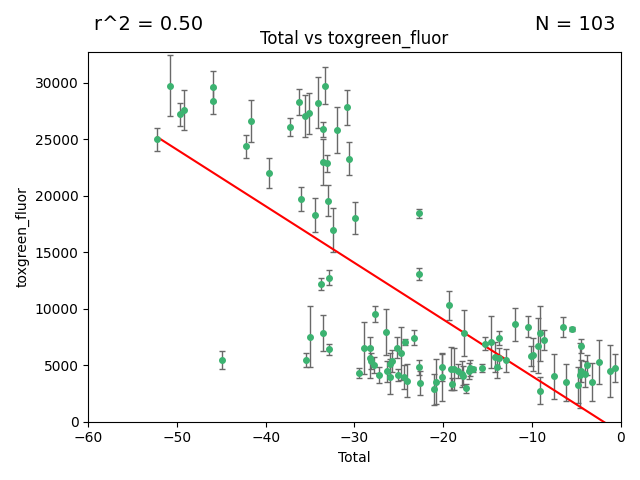 r^2 = 0.50
N = 103
Total vs toxgreen_fluor
30000
25000
20000
15000
10000
5000
0
toxgreen_fluor
−60
−50
−40
−30
−20
−10
0
Total